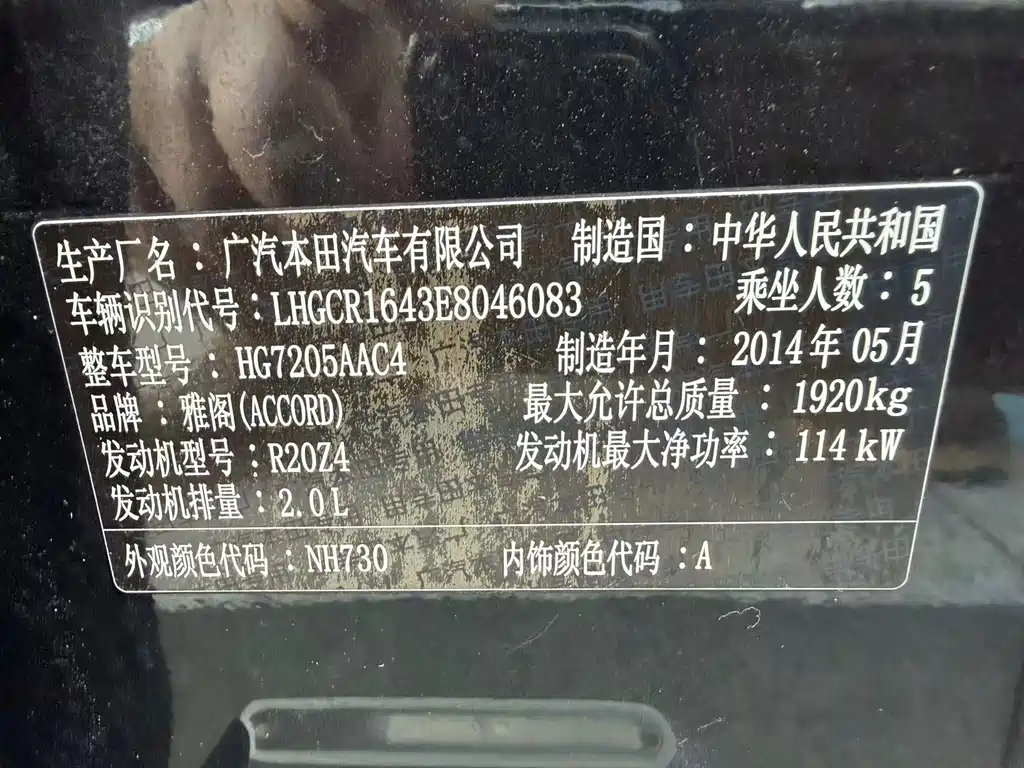 生产厂名：广汽本田汽车有限公司 制造国：中华人民共和国
车辆识别代号：LHGCR1643E8046083 乘坐人数：5
整车型号：HG7205AAC4 制造年月：2014年05月
品牌：雅阁(ACCORD) 最大允许总质量：1920kg
发动机型号：R20Z4 发动机最大净功率：114kW
发动机排量：2.0L
外观颜色代码：NH730 内饰颜色代码：A